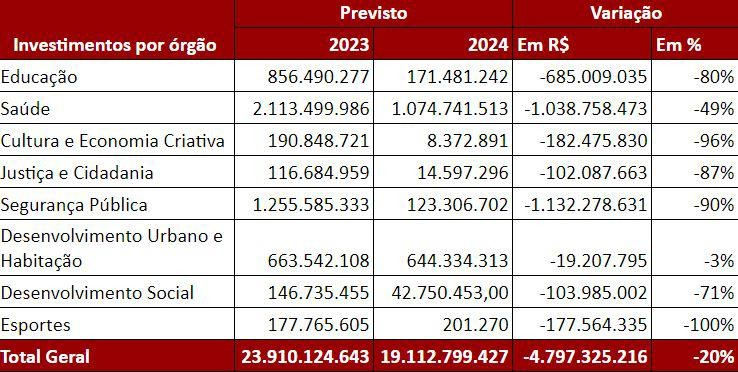 Previsto Variação
Investimentos por órgão 2023 2024 Em R$ Em %
Educação 856.490.277 171.481.242 -685.009.035 -80%
Saúde 2.113.499.986 1.074.741.513 -1.038.758.473 -49%
Cultura e Economia Criativa 190.848.721 8.372.891 -182.475.830 -96%
Justiça e Cidadania 116.684.959 14.597.296 -102.087.663 -87%
Segurança Pública 1.255.585.333 123.306.702 -1.132.278.631 -90%
Desenvolvimento Urbano e
Habitação 663.542.108 644.334.313 -19.207.795 -3%
Desenvolvimento Social 146.735.455 42.750.453,00 -103.985.002 -71%
Esportes 177.765.605 201.270 -177.564.335 -100%
Total Geral 23.910.124.643 19.112.799.427 -4.797.325.216 -20%